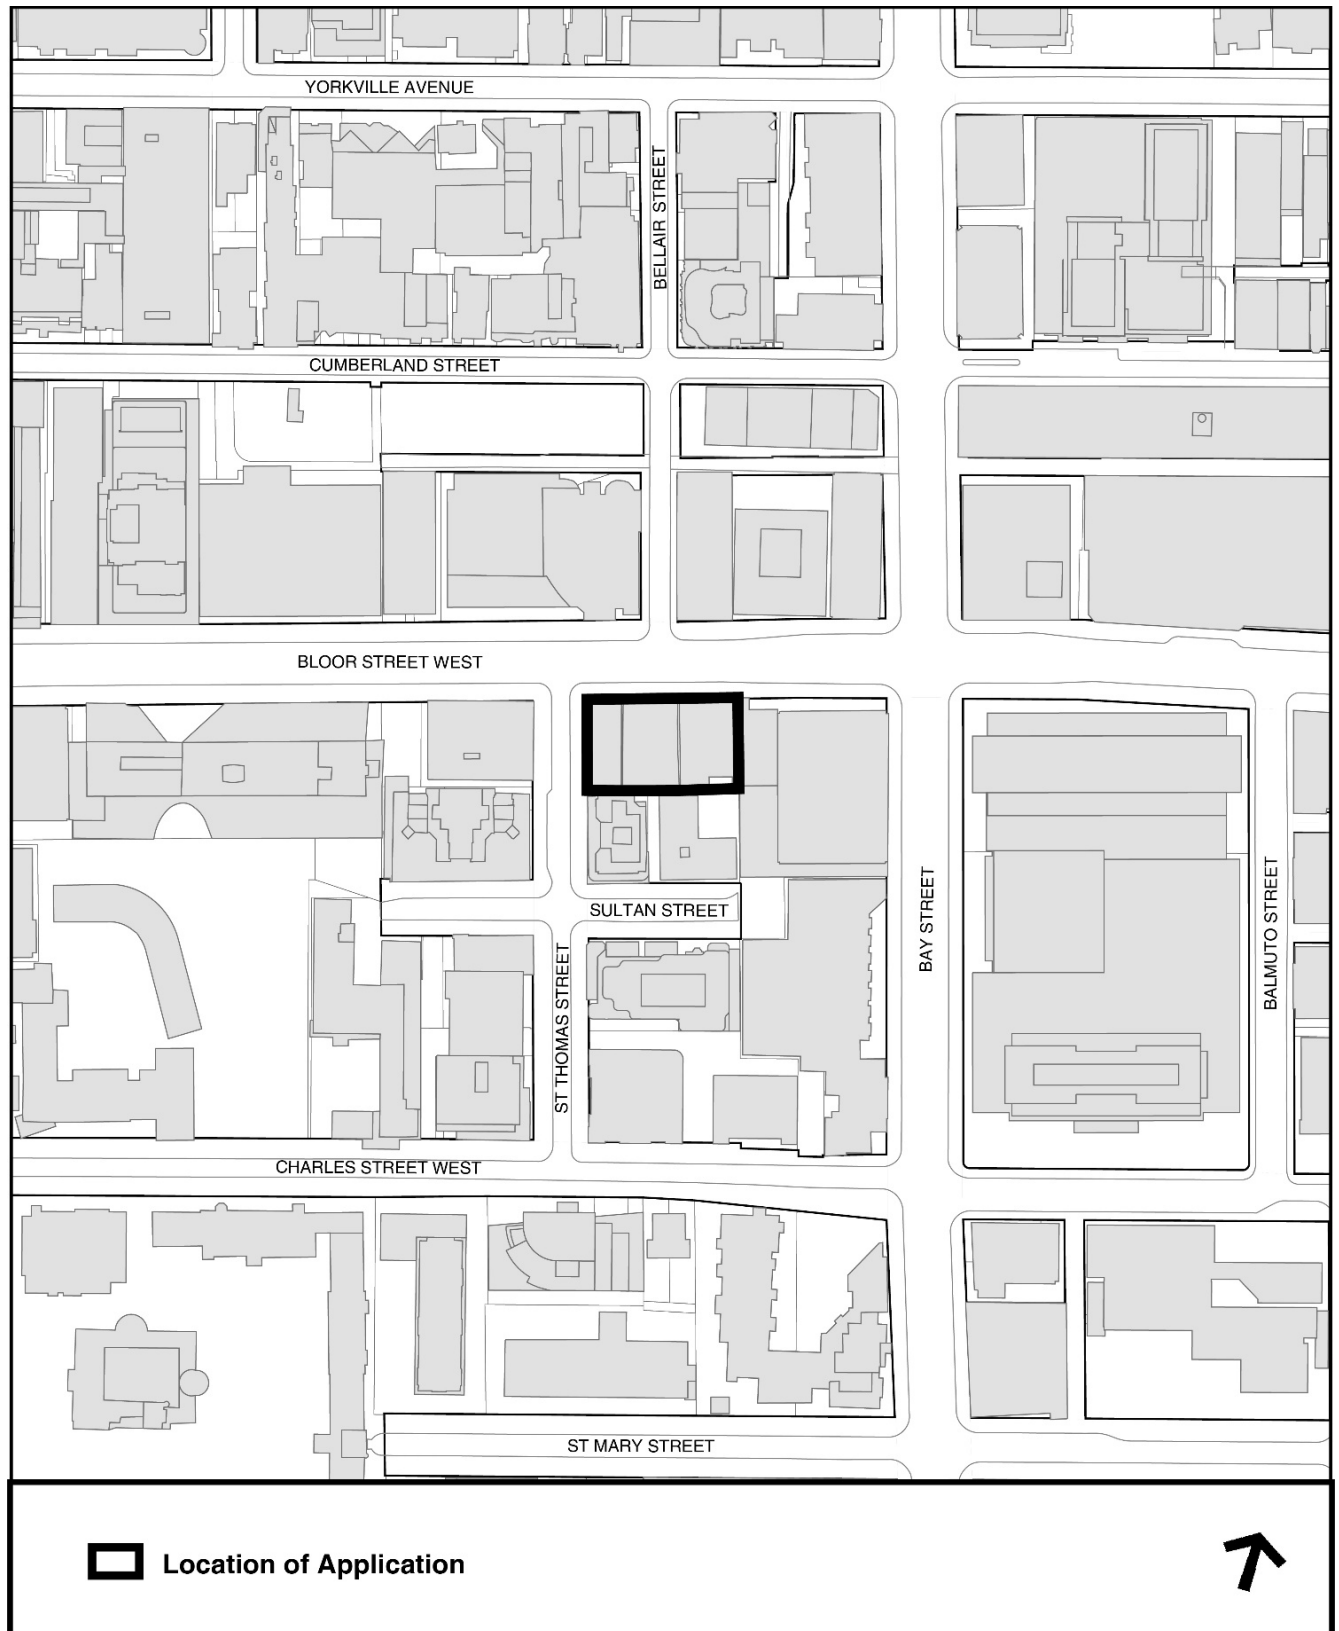 YORKVILLE AVENUE
BELLAIR STREET
CUMBERLAND STREET
BLOOR STREET WEST
SULTAN STREET
BAY STREET
BALMUTO STREET
ST THOMAS STREET
CHARLES STREET WEST
ST MARY STREET
Location of Application